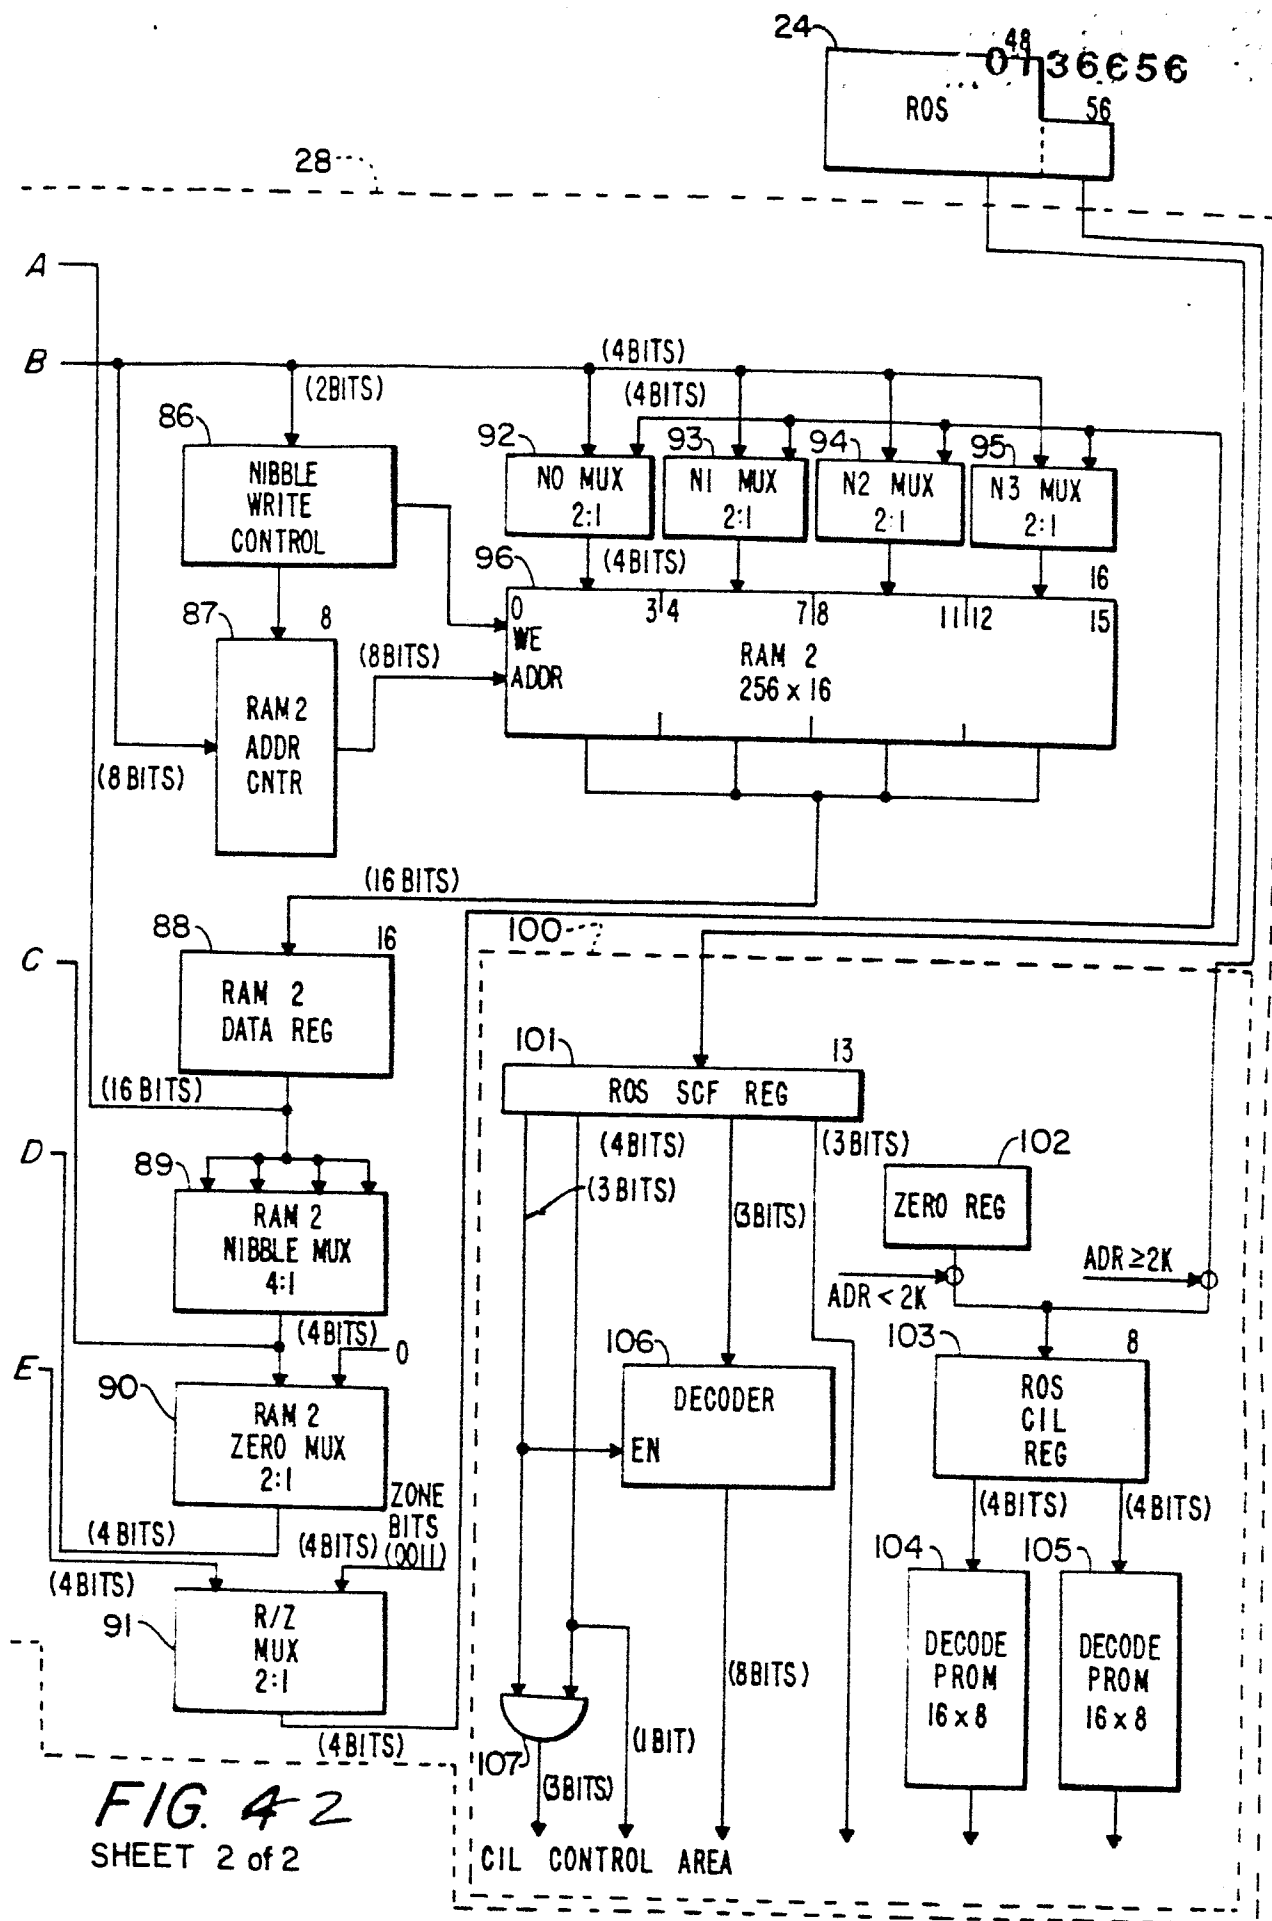 24
48
0136656
ROS
56
28
A
B
(4BITS)
(2BITS)
(4BITS)
86
92
93
94
95
NIBBLE
WRITE
CONTROL
N0 MUX
2:1
N1 MUX
2:1
N2 MUX
2:1
N3 MUX
2:1
96
(4BITS)
16
87
8
0
3
4
7
8
11
12
15
WE
ADDR
(8BITS)
RAM 2
256 x 16
RAM 2
ADDR
CNTR
(8BITS)
(16 BITS)
88
16
100
C
RAM 2
DATA REG
101
13
ROS SCF REG
(16 BITS)
(4BITS)
(3BITS)
102
D
89
(3BITS)
(3BITS)
ZERO REG
RAM 2
NIBBLE MUX
4:1
ADR ≥ 2K
ADR < 2K
(4BITS)
0
106
103
8
E
90
DECODER
ROS
CIL
REG
RAM 2
ZERO MUX
2:1
EN
ZONE
BITS
(0011)
(4BITS)
(4BITS)
(4BITS)
(4BITS)
(4BITS)
104
105
91
R/Z
MUX
2:1
DECODE
PROM
16 x 8
DECODE
PROM
16 x 8
(8BITS)
(4BITS)
(1BIT)
107
(3BITS)
FIG. 4-2
SHEET 2 of 2
CIL CONTROL AREA